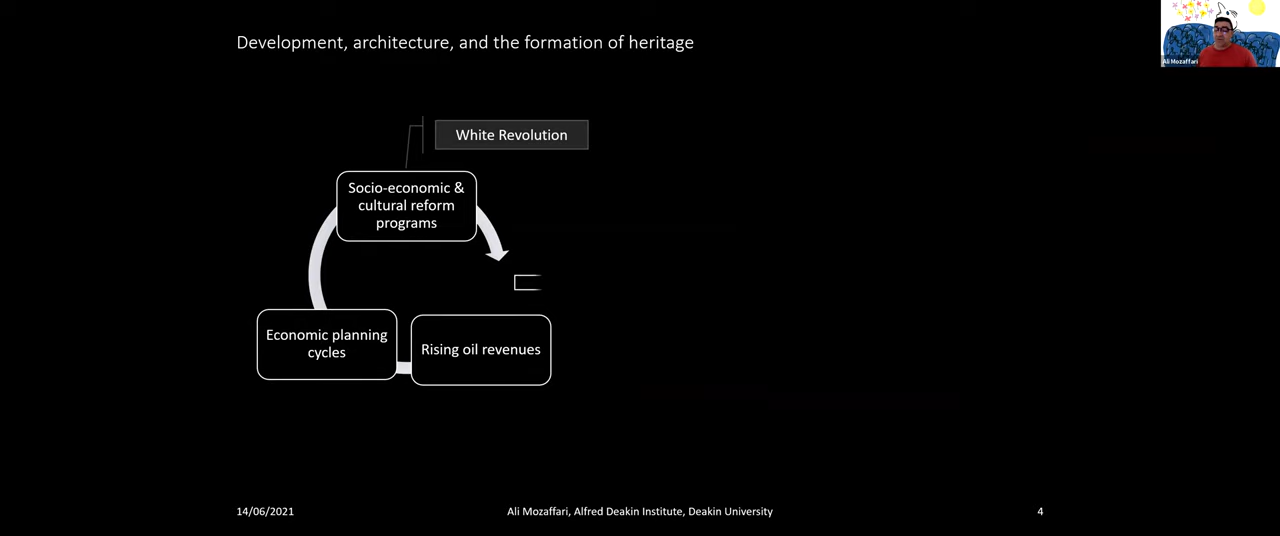 Development, architecture, and the formation of heritage
Ali Mozaffari
White Revolution
Socio-economic &
cultural reform
programs
Economic planning
cycles
Rising oil revenues
14/06/2021
Ali Mozaffari, Alfred Deakin Institute, Deakin University
4